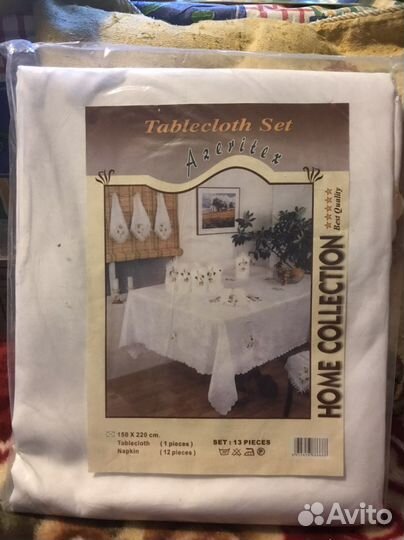 Tablecloth Set
Azeritex
HOME COLLECTION
★★★★★
Best Quality
150 X 220 cm.
Tablecloth ( 1 pieces )
Napkin ( 12 pieces )
SET : 13 PIECES
Avito